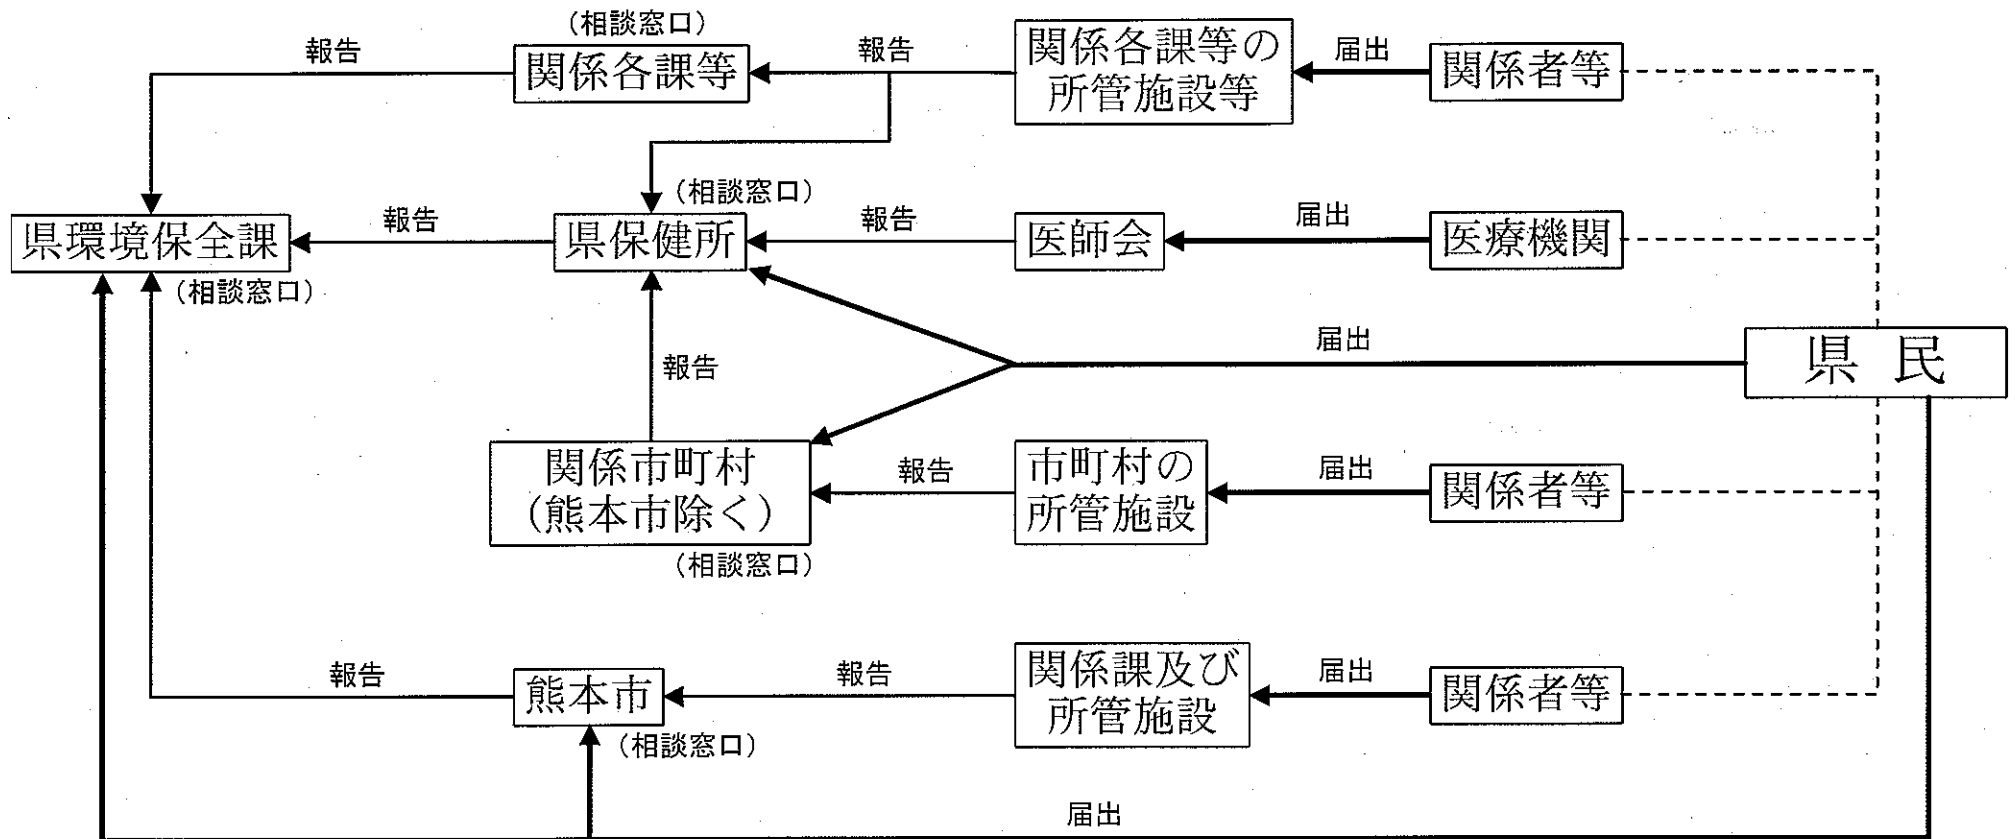 （相談窓口）
報告
関係各課等
報告
関係各課等の
所管施設等
届出
関係者等
（相談窓口）
県環境保全課
報告
県保健所
報告
医師会
届出
医療機関
（相談窓口）
届出
県 民
報告
関係市町村
（熊本市除く）
報告
市町村の
所管施設
届出
関係者等
（相談窓口）
報告
熊本市
報告
関係課及び
所管施設
届出
関係者等
（相談窓口）
届出